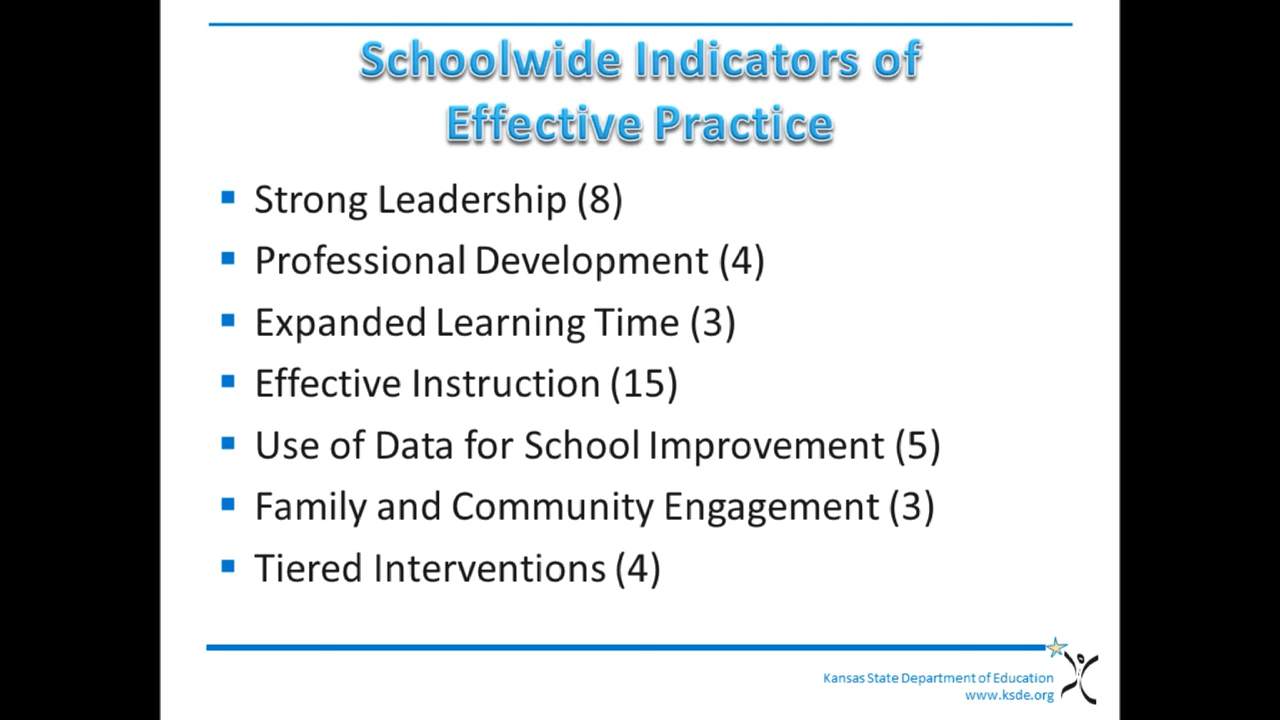 Schoolwide Indicators of
Effective Practice
Strong Leadership (8)
Professional Development (4)
Expanded Learning Time (3)
Effective Instruction (15)
Use of Data for School Improvement (5)
Family and Community Engagement (3)
Tiered Interventions (4)
Kansas State Department of Education
www.ksde.org